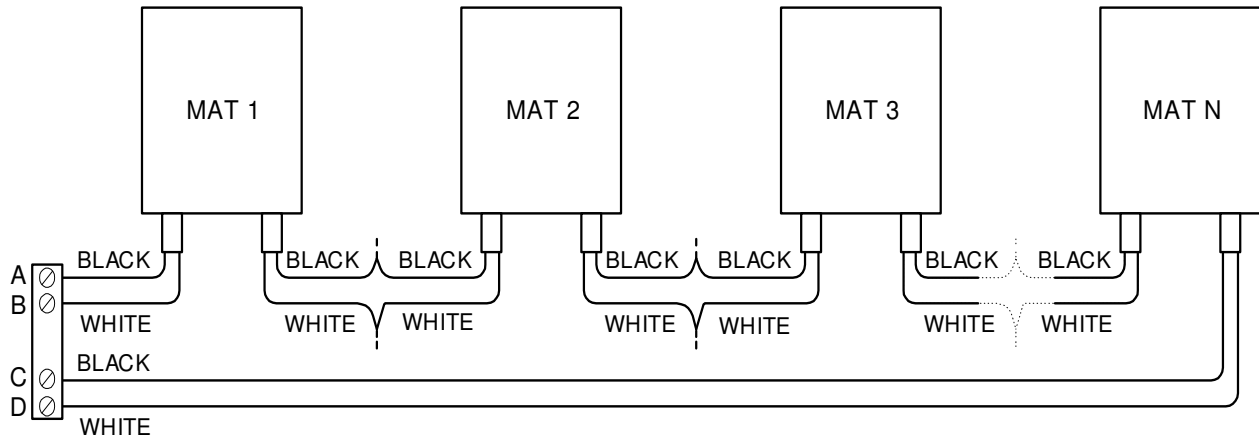 MAT 1 MAT 2 MAT 3 MAT N
A BLACK BLACK BLACK BLACK BLACK BLACK BLACK
B
WHITE WHITE WHITE WHITE WHITE WHITE WHITE
C BLACK
D
WHITE